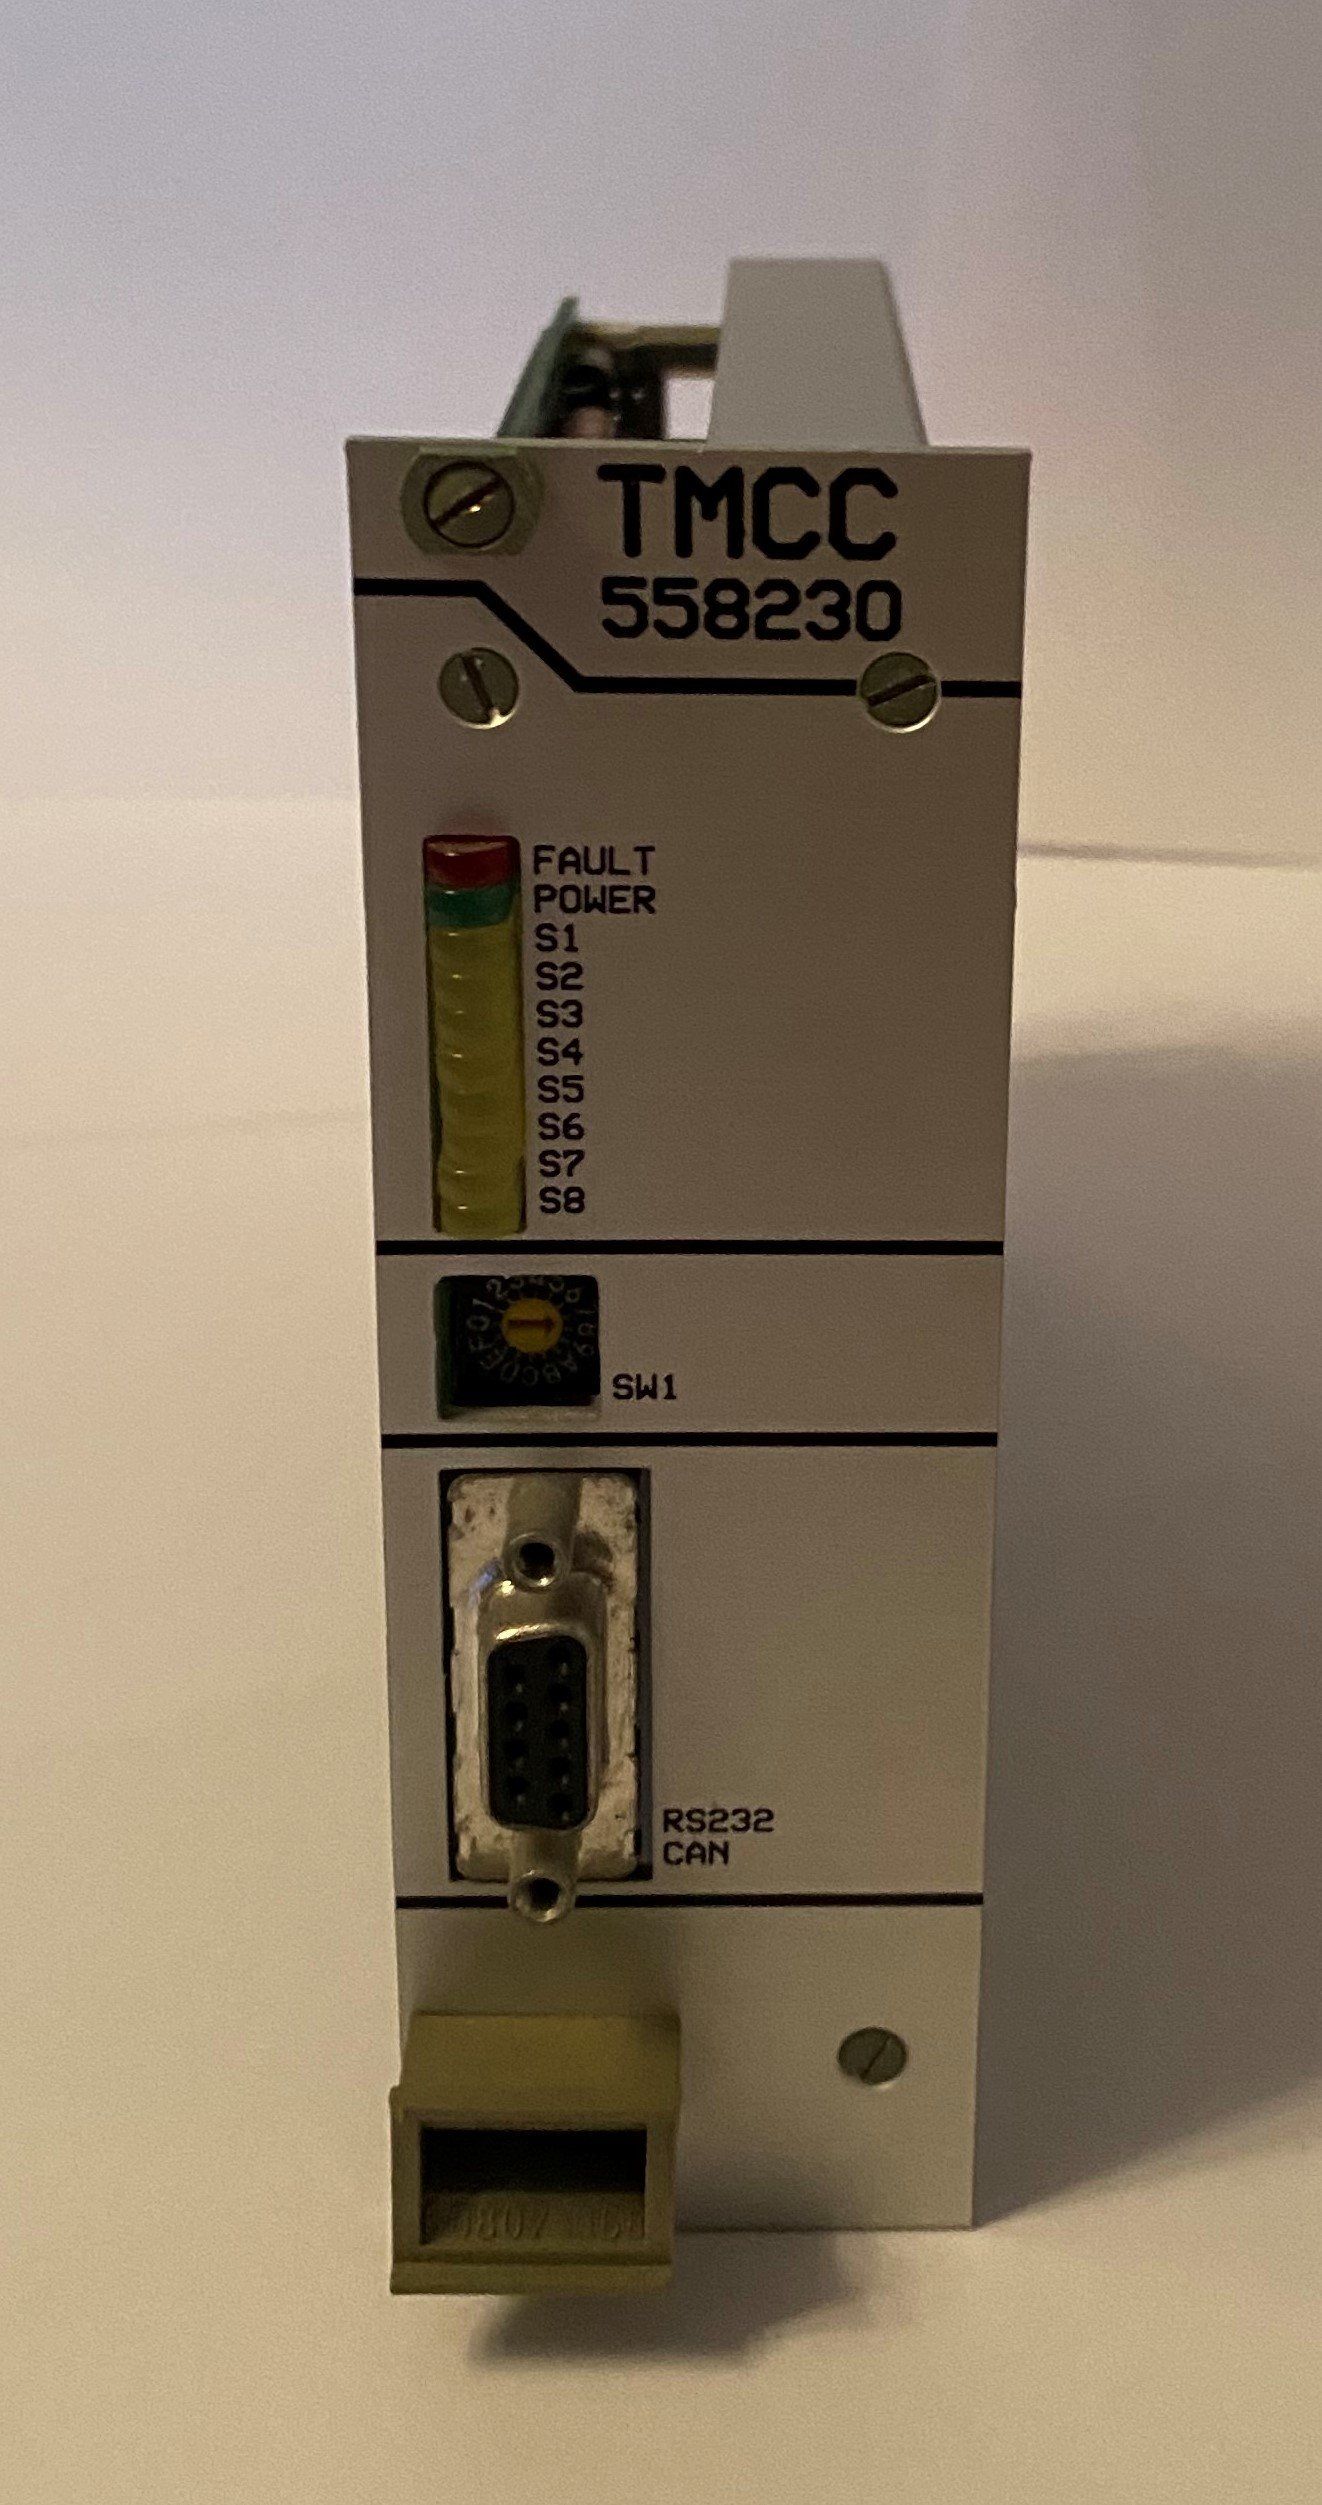 TMCC
558230
FAULT
POWER
S1
S2
S3
S4
S5
S6
S7
S8
SW1
RS232
CAN